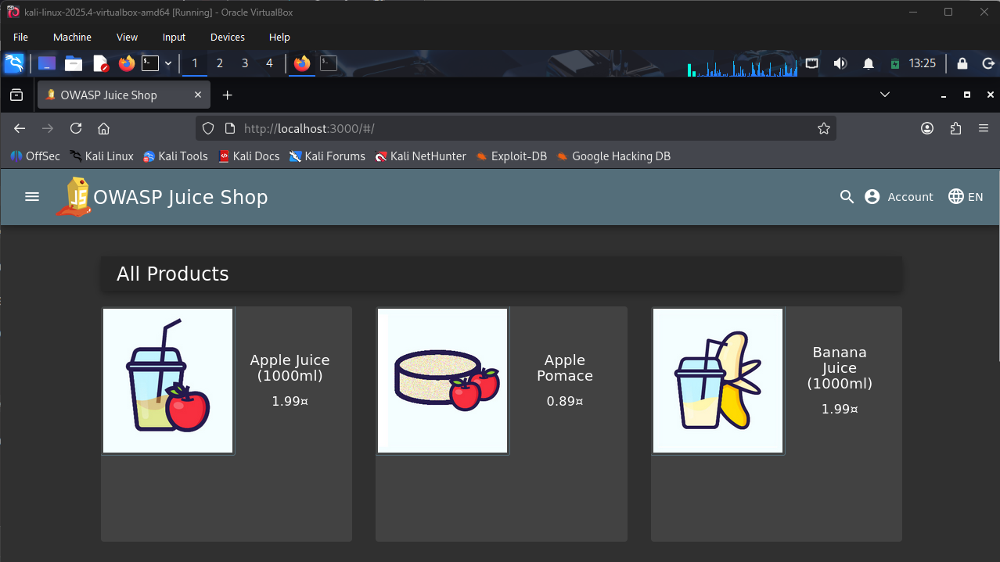 kali-linux-2025.4-virtualbox-amd64 [Running] - Oracle VirtualBox
File Machine View Input Devices Help
1 2 3 4 13:25
OWASP Juice Shop
http://localhost:3000/#/
OffSec Kali Linux Kali Tools Kali Docs Kali Forums Kali NetHunter Exploit-DB Google Hacking DB
JS OWASP Juice Shop Account EN
All Products
Apple Juice
(1000ml)
1.99¤
Apple
Pomace
0.89¤
Banana
Juice
(1000ml)
1.99¤